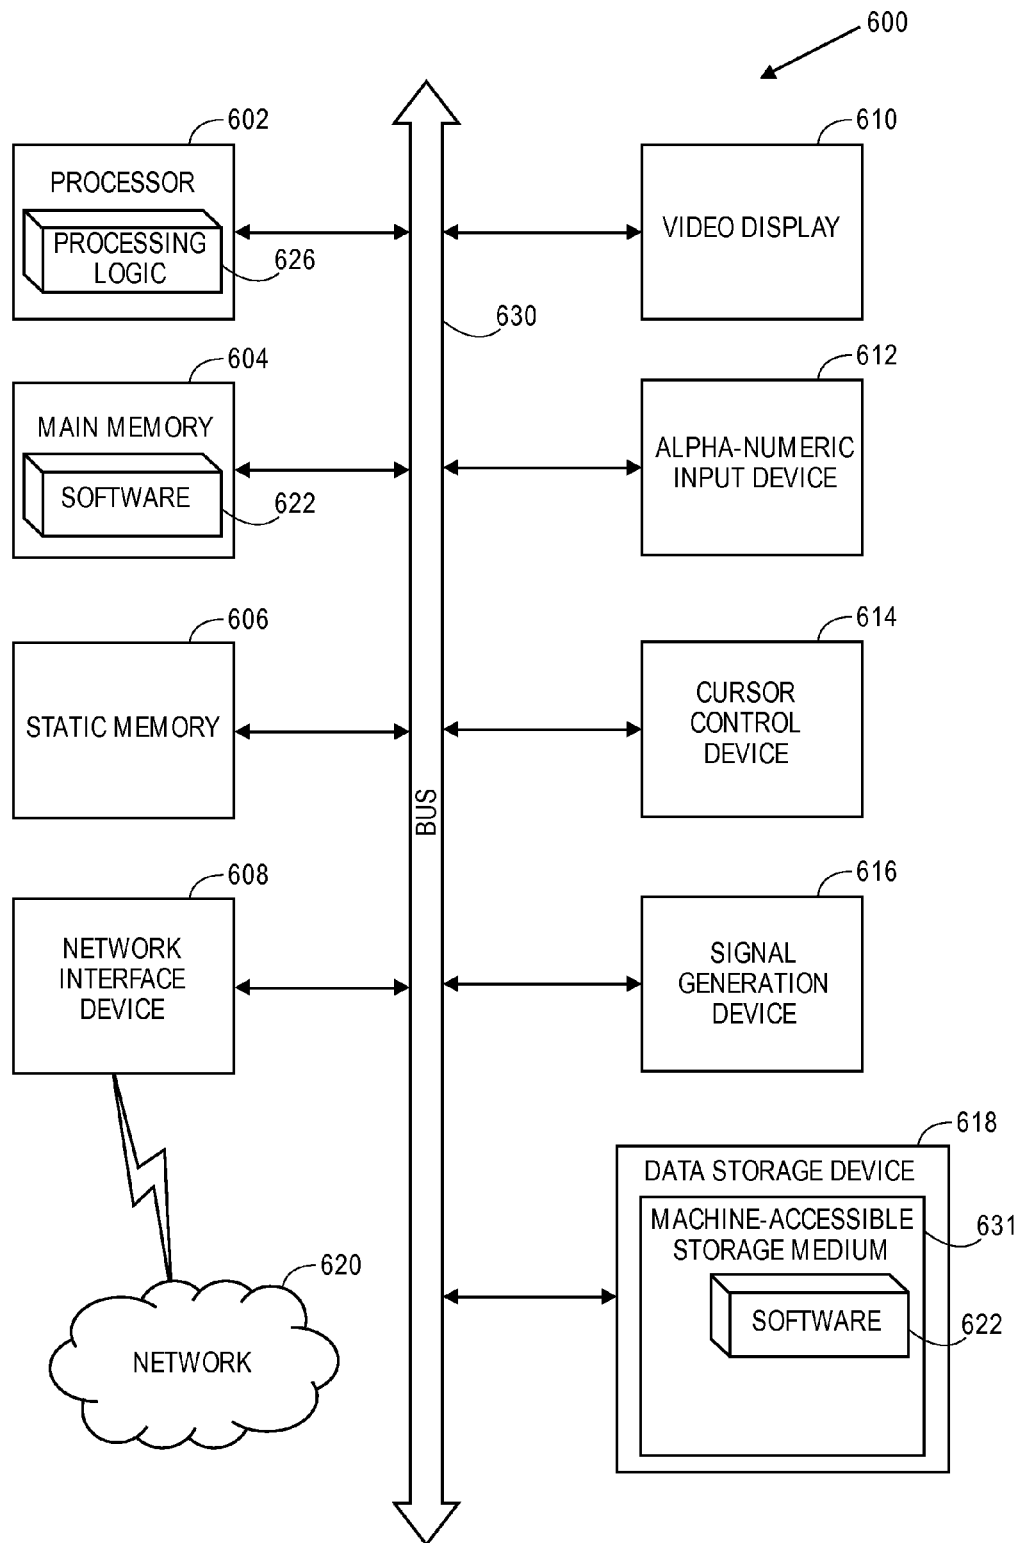 600
602
PROCESSOR
PROCESSING
LOGIC
626
610
VIDEO DISPLAY
630
604
MAIN MEMORY
SOFTWARE
622
612
ALPHA-NUMERIC
INPUT DEVICE
606
STATIC MEMORY
614
CURSOR
CONTROL
DEVICE
BUS
608
NETWORK
INTERFACE
DEVICE
616
SIGNAL
GENERATION
DEVICE
618
DATA STORAGE DEVICE
MACHINE-ACCESSIBLE
STORAGE MEDIUM
631
SOFTWARE
622
620
NETWORK